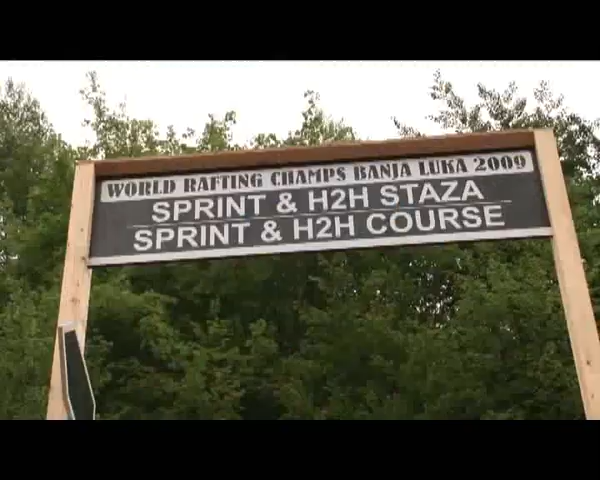 WORLD RAFTING CHAMPS BANJA LUKA 2009
SPRINT & H2H STAZA
SPRINT & H2H COURSE